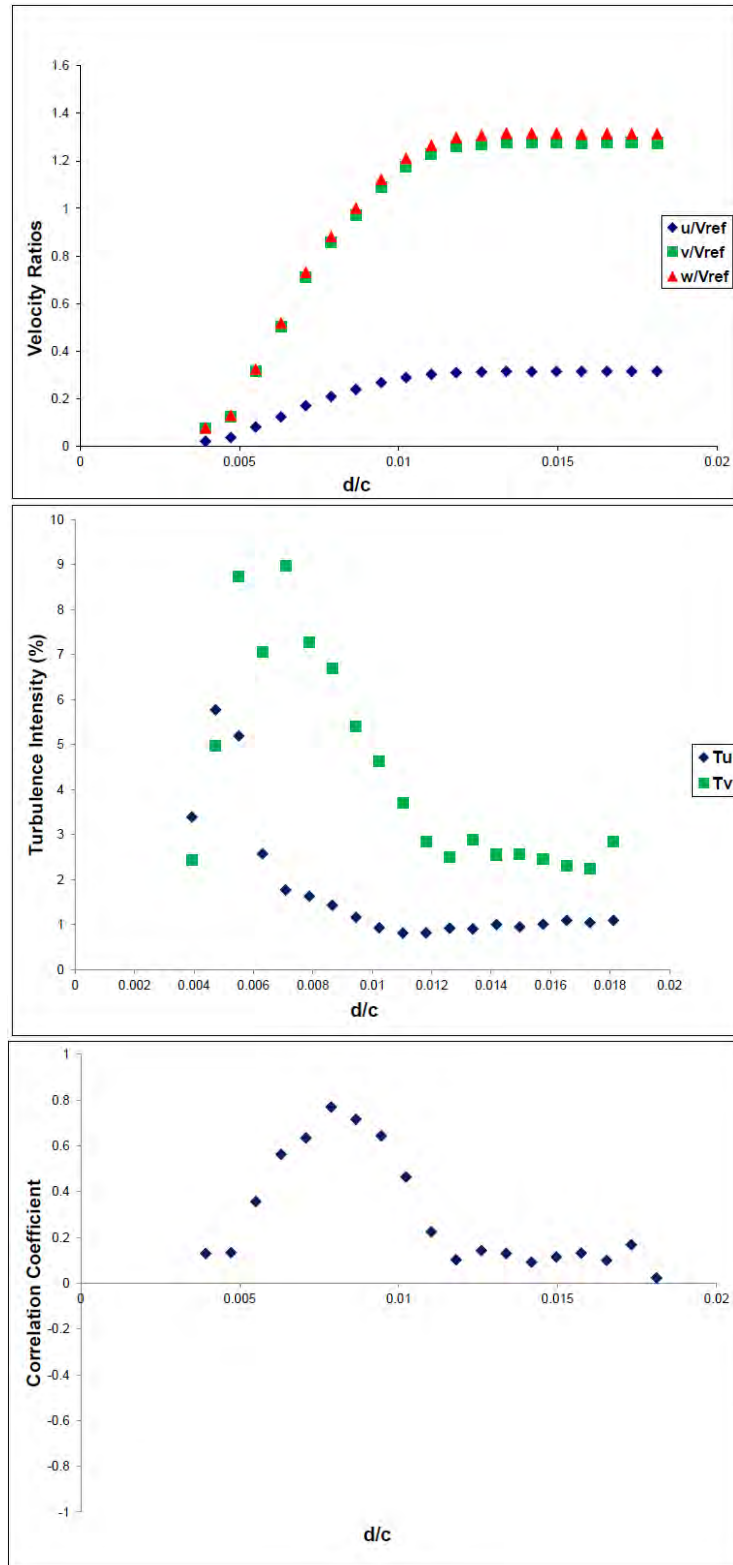 1.6
1.4
1.2
1
0.8
0.6
0.4
0.2
0
Velocity Ratios
0 0.005 0.01 0.015 0.02
d/c
u/Vref
v/Vref
w/Vref
10
9
8
7
6
5
4
3
2
1
0
Turbulence Intensity (%)
0 0.002 0.004 0.006 0.008 0.01 0.012 0.014 0.016 0.018 0.02
d/c
Tu
Tv
1
0.8
0.6
0.4
0.2
0
-0.2
-0.4
-0.6
-0.8
-1
Correlation Coefficient
0 0.005 0.01 0.015 0.02
d/c